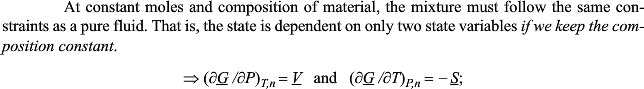 At constant moles and composition of material, the mixture must follow the same con-
straints as a pure fluid. That is, the state is dependent on only two state variables if we keep the com-
position constant.
⇒ (∂G̲ /∂P)T,n = V̲ and (∂G̲ /∂T)P,n = − S̲;